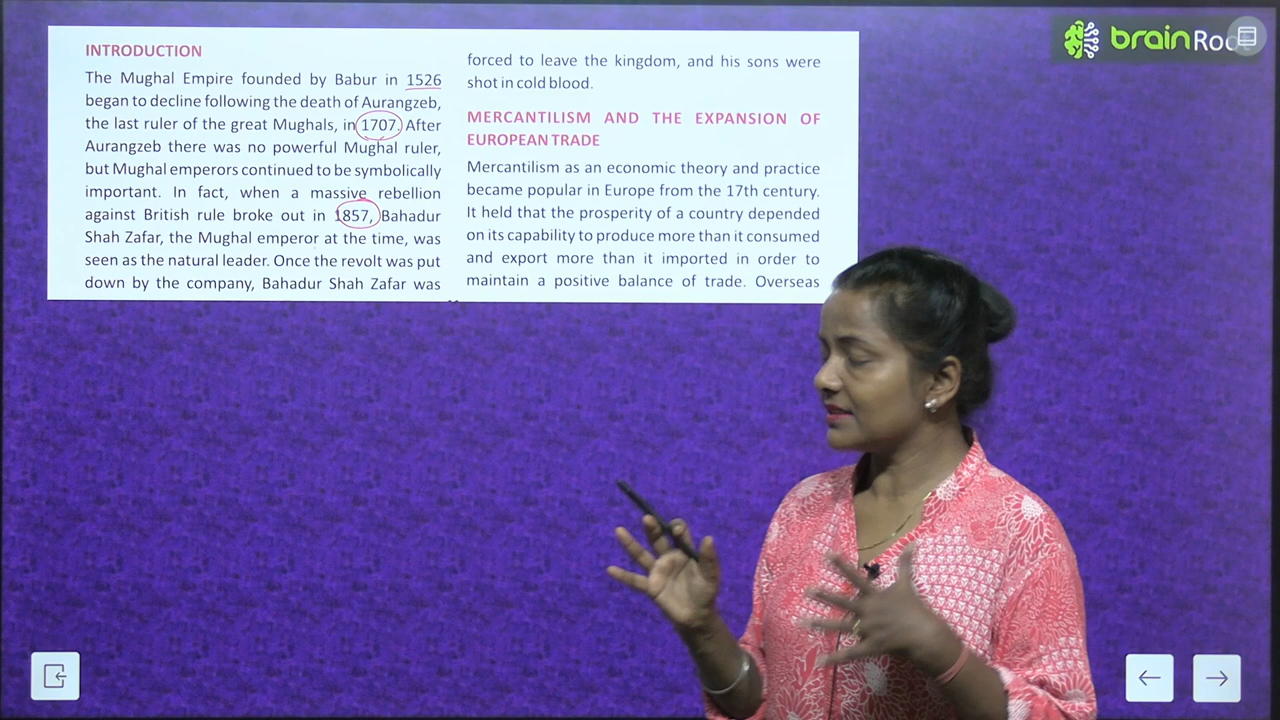 INTRODUCTION
The Mughal Empire founded by Babur in 1526
began to decline following the death of Aurangzeb,
the last ruler of the great Mughals, in 1707. After
Aurangzeb there was no powerful Mughal ruler,
but Mughal emperors continued to be symbolically
important. In fact, when a massive rebellion
against British rule broke out in 1857, Bahadur
Shah Zafar, the Mughal emperor at the time, was
seen as the natural leader. Once the revolt was put
down by the company, Bahadur Shah Zafar was
forced to leave the kingdom, and his sons were
shot in cold blood.
MERCANTILISM AND THE EXPANSION OF
EUROPEAN TRADE
Mercantilism as an economic theory and practice
became popular in Europe from the 17th century.
It held that the prosperity of a country depended
on its capability to produce more than it consumed
and export more than it imported in order to
maintain a positive balance of trade. Overseas
brain